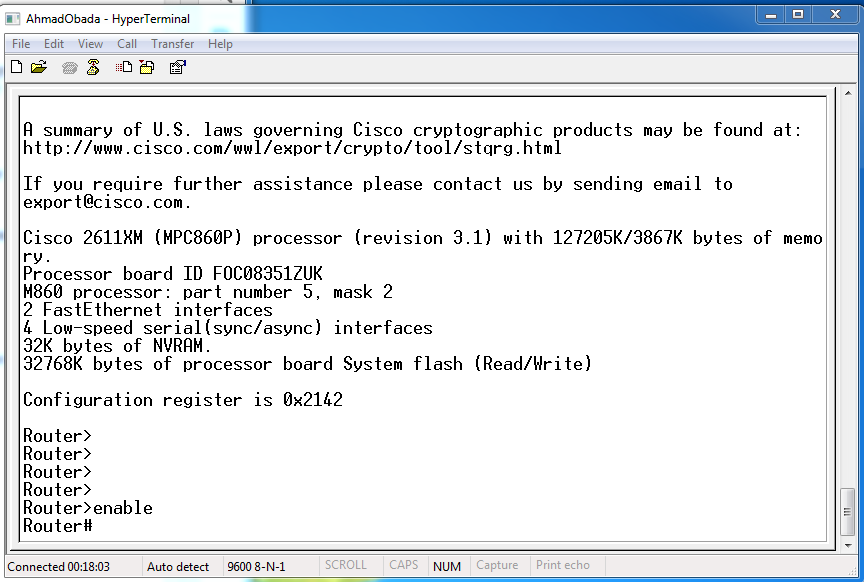 AhmadObada - HyperTerminal
File Edit View Call Transfer Help
A summary of U.S. laws governing Cisco cryptographic products may be found at:
http://www.cisco.com/wwl/export/crypto/tool/stqrg.html
If you require further assistance please contact us by sending email to
export@cisco.com.
Cisco 2611XM (MPC860P) processor (revision 3.1) with 127205K/3867K bytes of memo
ry.
Processor board ID FOC08351ZUK
M860 processor: part number 5, mask 2
2 FastEthernet interfaces
4 Low-speed serial(sync/async) interfaces
32K bytes of NVRAM.
32768K bytes of processor board System flash (Read/Write)
Configuration register is 0x2142
Router>
Router>
Router>
Router>
Router>enable
Router#
Connected 00:18:03 Auto detect 9600 8-N-1 SCROLL CAPS NUM Capture Print echo